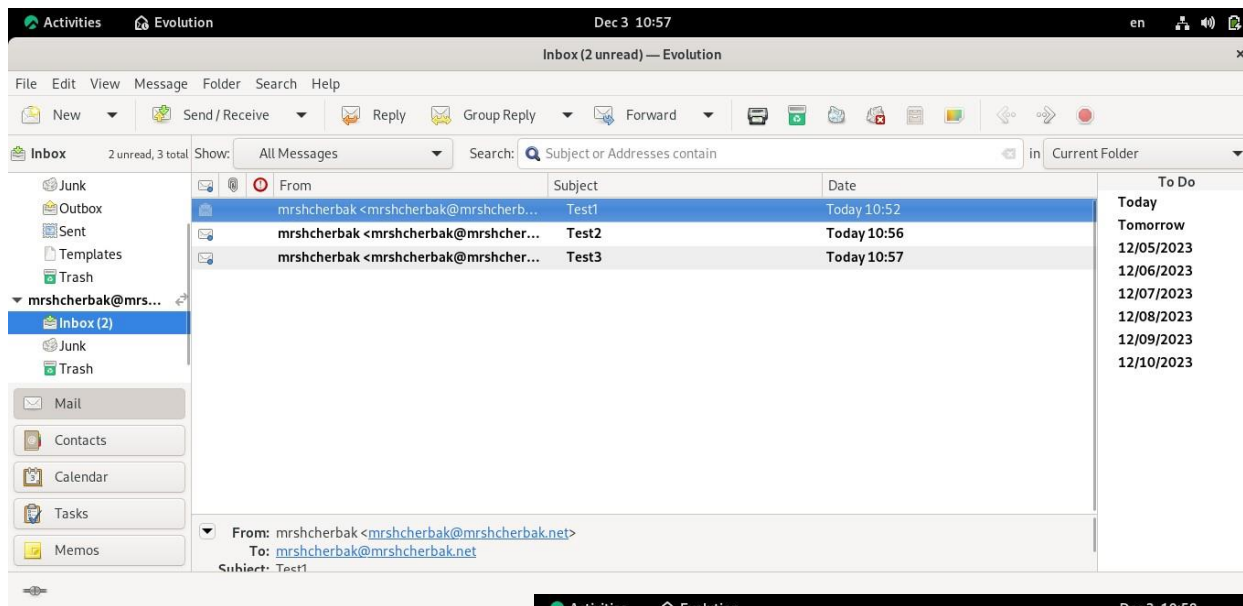 Activities Evolution Dec 3 10:57 en
Inbox (2 unread) — Evolution ×
File Edit View Message Folder Search Help
New Send / Receive Reply Group Reply Forward
Inbox 2 unread, 3 total Show: All Messages Search: Subject or Addresses contain in Current Folder
Junk From Subject Date To Do
Outbox mrshcherbak <mrshcherbak@mrshcherb... Test1 Today 10:52 Today
Sent mrshcherbak <mrshcherbak@mrshcher... Test2 Today 10:56 Tomorrow
Templates mrshcherbak <mrshcherbak@mrshcher... Test3 Today 10:57 12/05/2023
Trash 12/06/2023
mrshcherbak@mrs... 12/07/2023
Inbox (2) 12/08/2023
Junk 12/09/2023
Trash 12/10/2023
Mail
Contacts
Calendar
Tasks
From: mrshcherbak <mrshcherbak@mrshcherbak.net>
Memos To: mrshcherbak@mrshcherbak.net
Subject: Test1